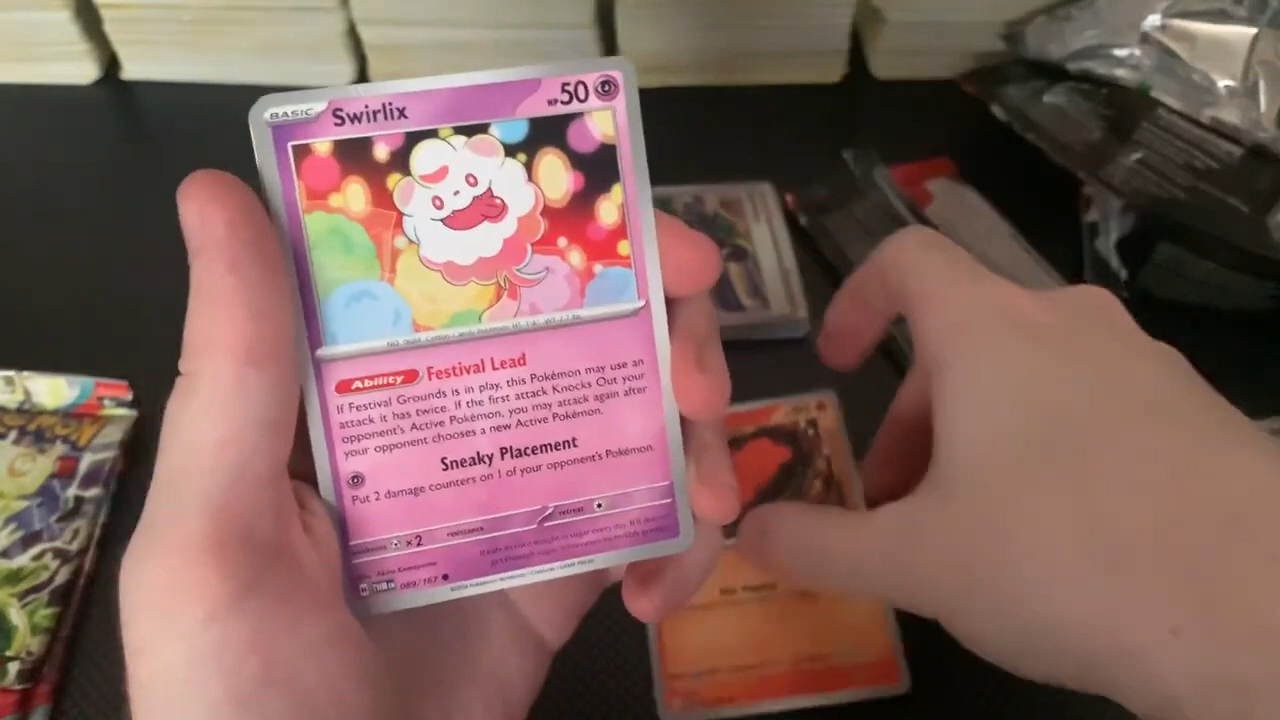 BASIC Swirlix HP 50
Ability Festival Lead
If Festival Grounds is in play, this Pokémon may use an
attack it has twice. If the first attack Knocks Out your
opponent's Active Pokémon, you may attack again after
your opponent chooses a new Active Pokémon.
Sneaky Placement
Put 2 damage counters on 1 of your opponent's Pokémon.
weakness ×2 resistance retreat
089/167